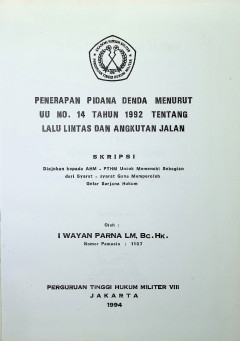 PENERAPAN PIDANA DENDA MENURUT
UU NO. 14 TAHUN 1992 TENTANG
LALU LINTAS DAN ANGKUTAN JALAN
SKRIPSI
Diajukan kepada AHM - PTHM Untuk Memenuhi Sebagian
dari Syarat - syarat Guna Memperoleh
Gelar Sarjana Hukum
Oleh :
I WAYAN PARNA LM, Bc.Hk.
Nomor Pamasis : 1107
PERGURUAN TINGGI HUKUM MILITER VIII
JAKARTA
1994